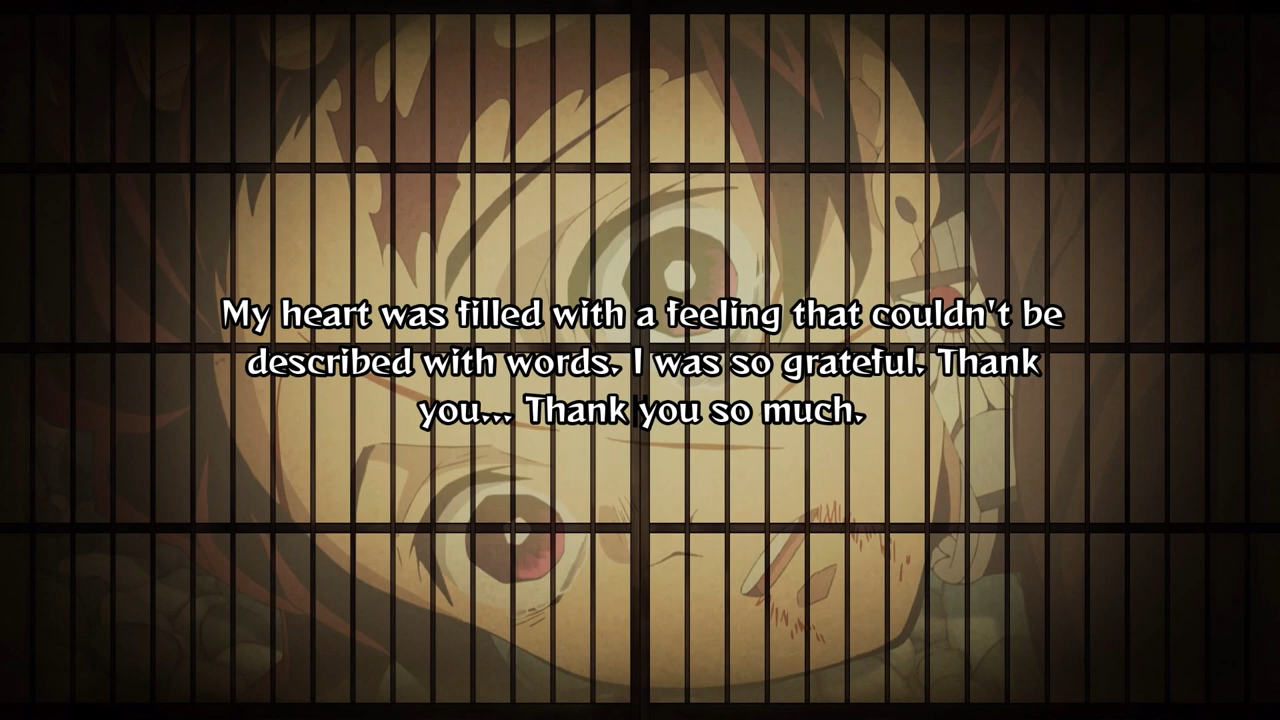 My heart was filled with a feeling that couldn't be
described with words. I was so grateful. Thank
you... Thank you so much.